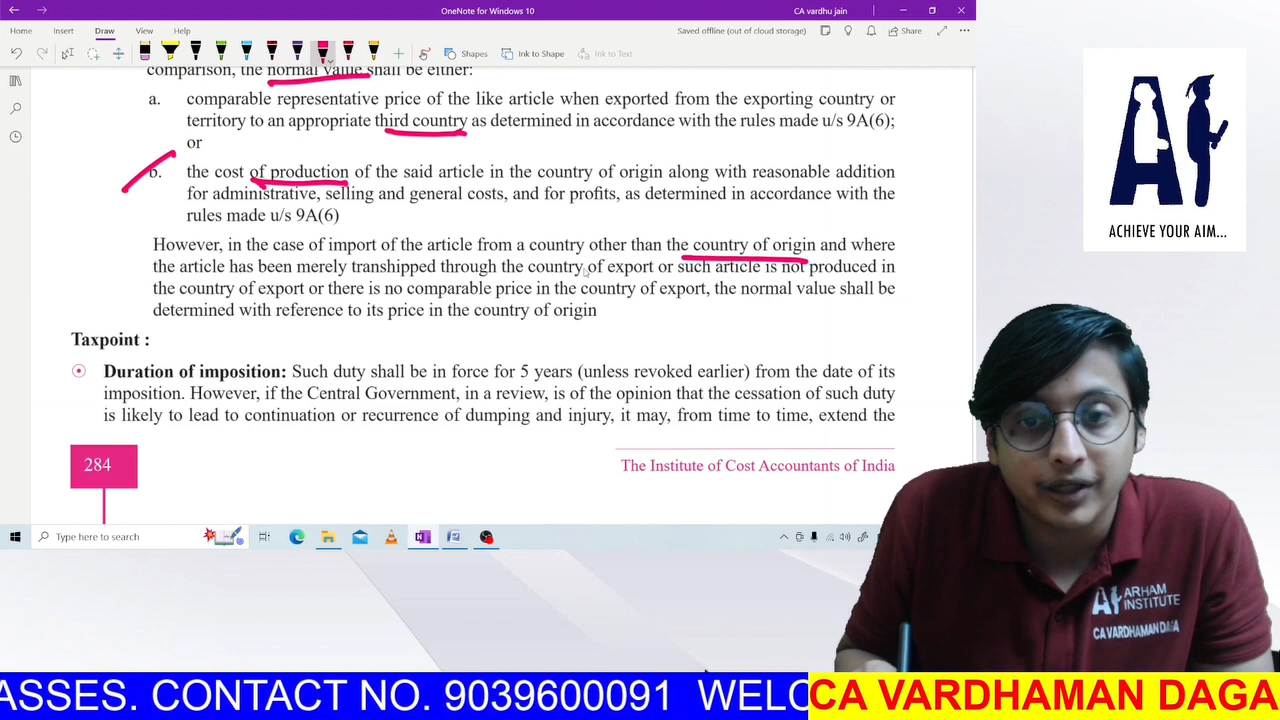 OneNote for Windows 10
CA vardhu jain
Home
Insert
Draw
View
Help
Saved offline (out of cloud storage)
Share
Shapes
Ink to Shape
Ink to Text
comparison, the normal value shall be either:
a. comparable representative price of the like article when exported from the exporting country or
territory to an appropriate third country as determined in accordance with the rules made u/s 9A(6);
or
b. the cost of production of the said article in the country of origin along with reasonable addition
for administrative, selling and general costs, and for profits, as determined in accordance with the
rules made u/s 9A(6)
However, in the case of import of the article from a country other than the country of origin and where
the article has been merely transhipped through the country of export or such article is not produced in
the country of export or there is no comparable price in the country of export, the normal value shall be
determined with reference to its price in the country of origin
Taxpoint :
Duration of imposition: Such duty shall be in force for 5 years (unless revoked earlier) from the date of its
imposition. However, if the Central Government, in a review, is of the opinion that the cessation of such duty
is likely to lead to continuation or recurrence of dumping and injury, it may, from time to time, extend the
284
The Institute of Cost Accountants of India
Type here to search
A
ACHIEVE YOUR AIM...
ARHAM
INSTITUTE
CA VARDHAMAN DAGA
ASSES. CONTACT NO. 9039600091 WELC
CA VARDHAMAN DAGA